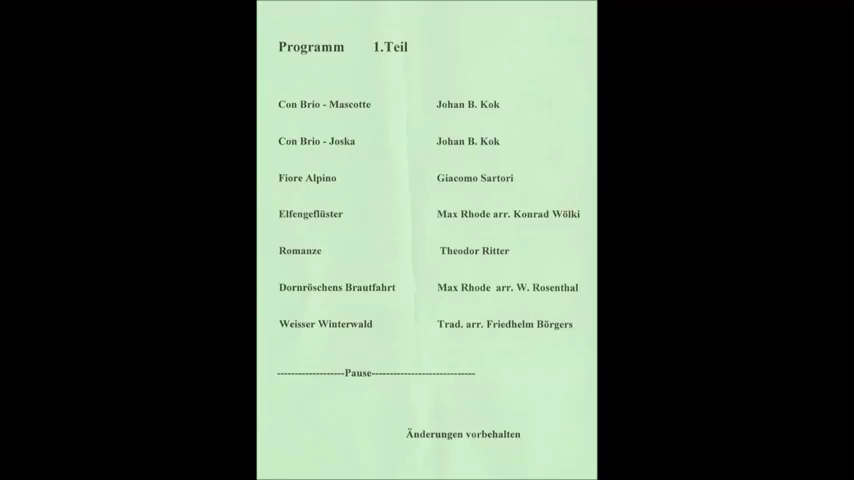 Programm 1.Teil
Con Brio - Mascotte Johan B. Kok
Con Brio - Joska Johan B. Kok
Fiore Alpino Giacomo Sartori
Elfengeflüster Max Rhode arr. Konrad Wölki
Romanze Theodor Ritter
Dornröschens Brautfahrt Max Rhode arr. W. Rosenthal
Weisser Winterwald Trad. arr. Friedhelm Börgers
-------------------Pause-----------------------------
Änderungen vorbehalten